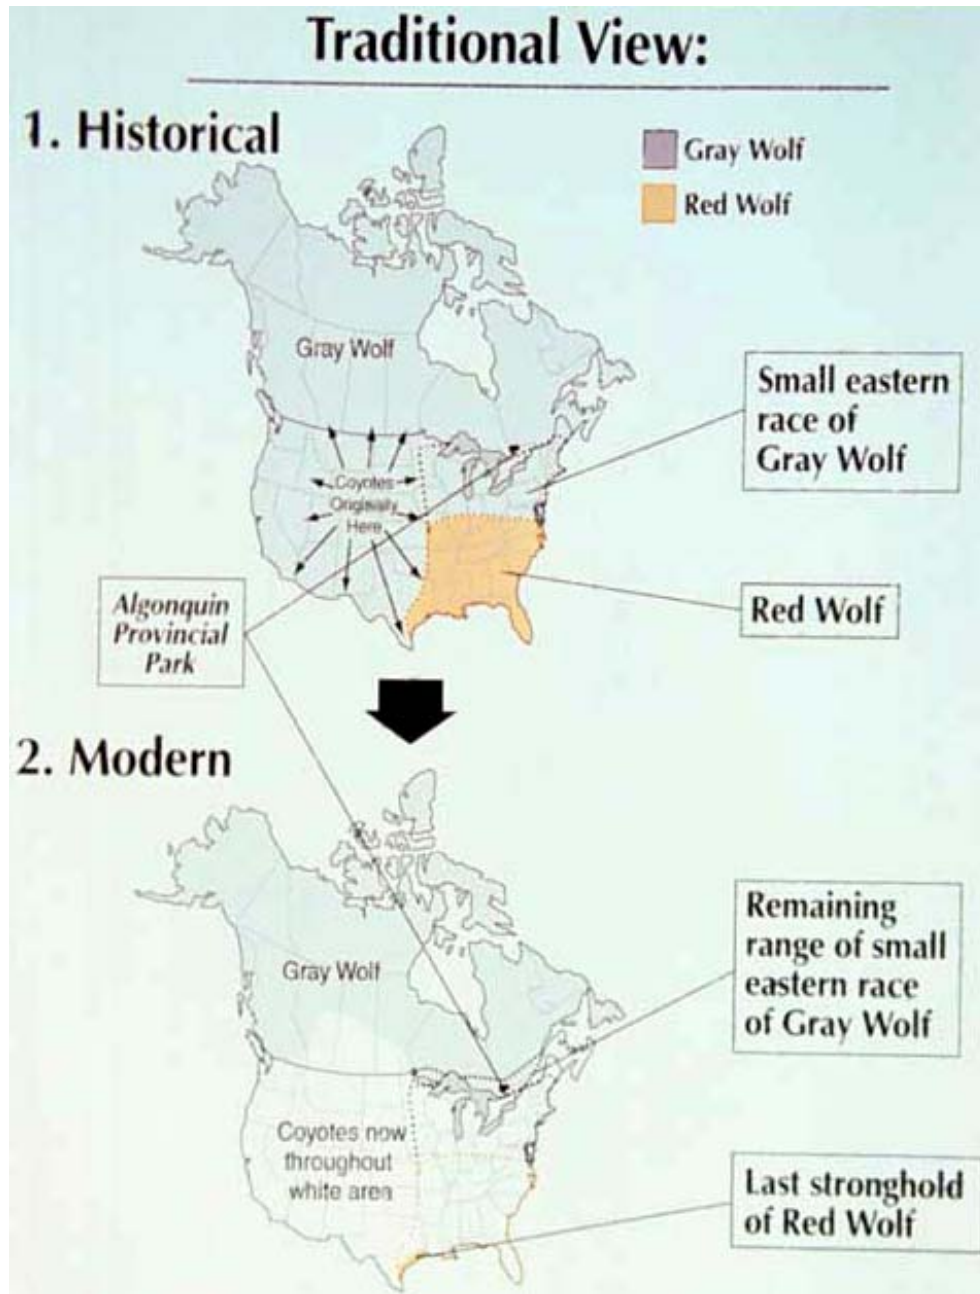 Traditional View:
1. Historical
Gray Wolf
Red Wolf
Gray Wolf
Small eastern
race of
Gray Wolf
Coyotes
Originally
Here
Algonquin
Provincial
Park
Red Wolf
2. Modern
Gray Wolf
Remaining
range of small
eastern race
of Gray Wolf
Coyotes now
throughout
white area
Last stronghold
of Red Wolf